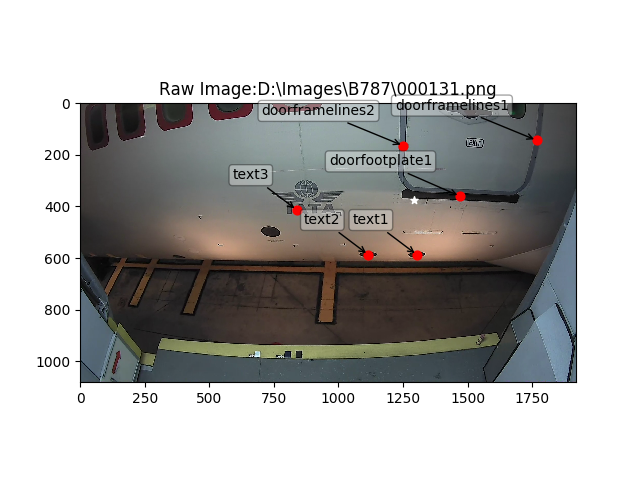 Raw Image:D:\Images\B787\000131.png
doorframelines2
doorframelines1
doorfootplate1
text3
text2
text1
0
200
400
600
800
1000
0
250
500
750
1000
1250
1500
1750